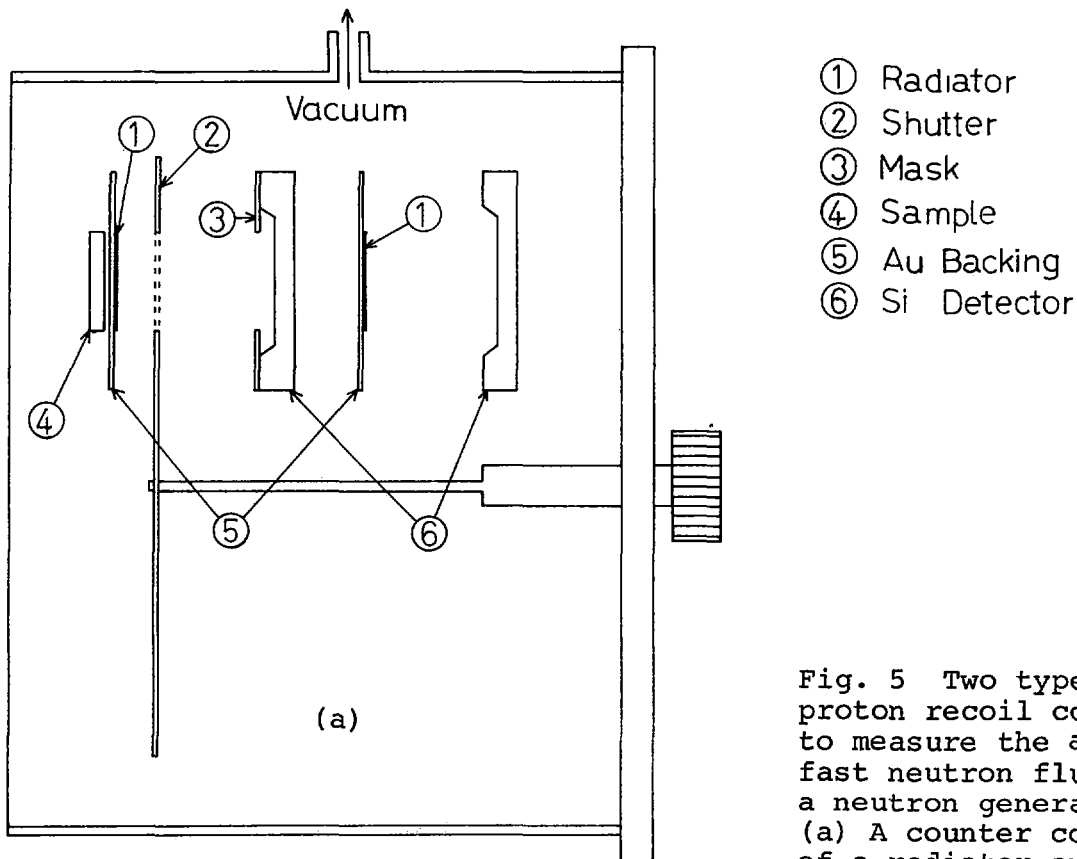 Vacuum
① ②
③ ①
④
⑤ ⑥
(a)
① Radiator
② Shutter
③ Mask
④ Sample
⑤ Au Backing
⑥ Si Detector
Fig. 5 Two type
proton recoil co
to measure the a
fast neutron flu
a neutron genera
(a) A counter co